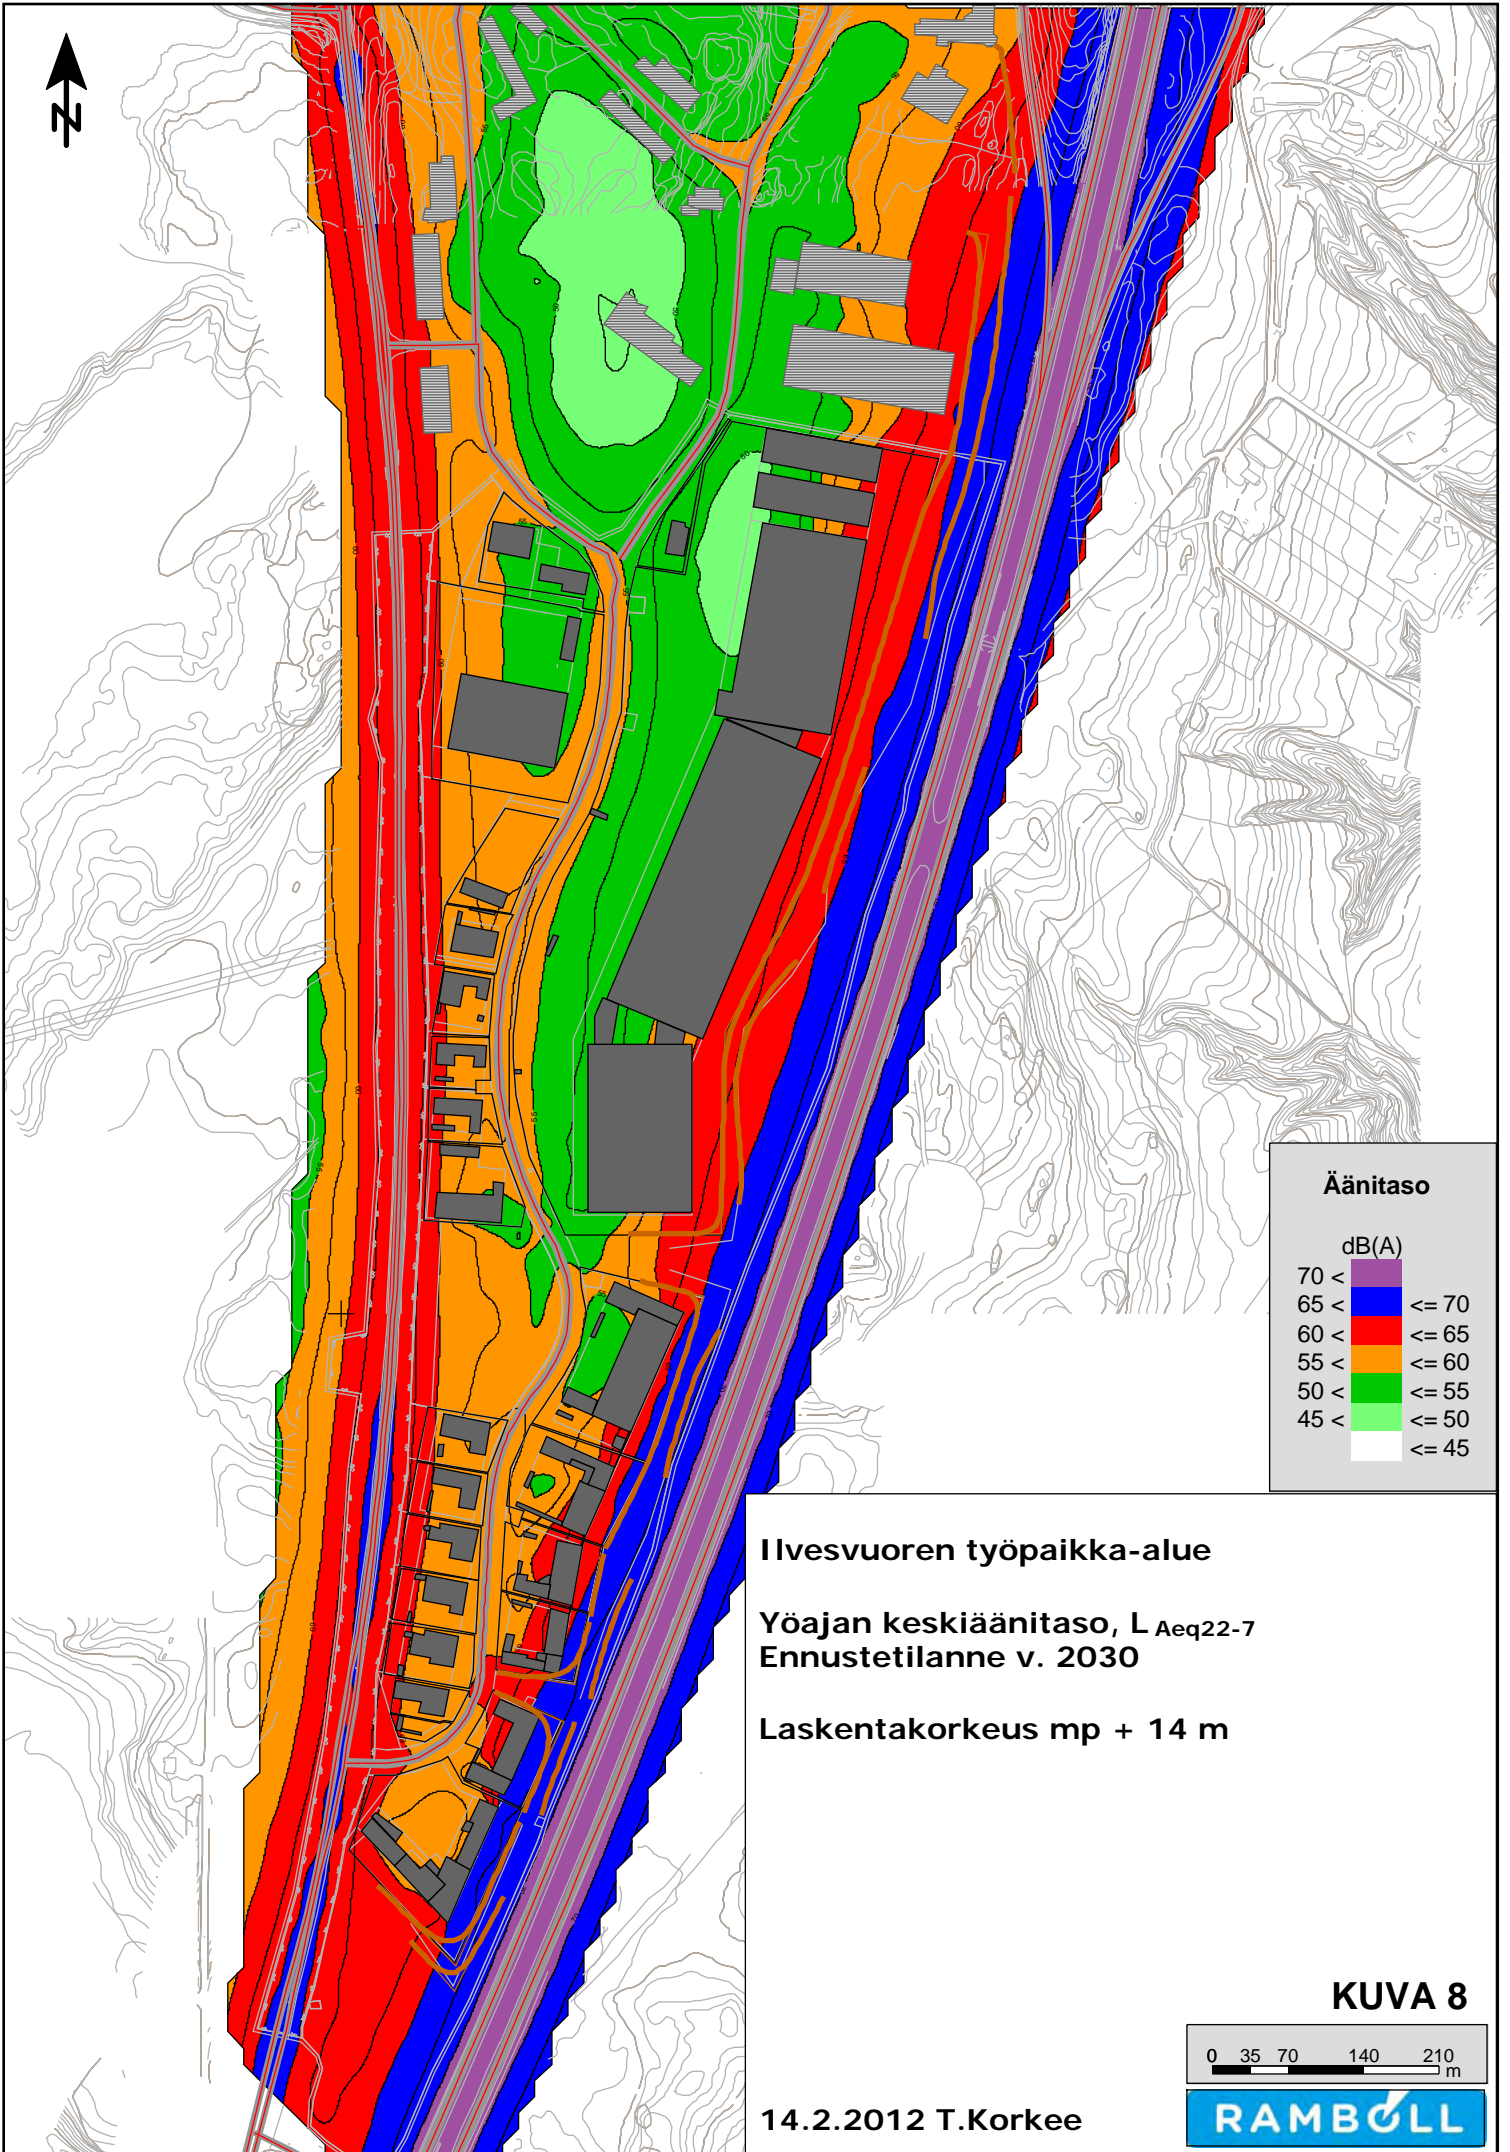 N
Äänitaso
dB(A)
70 <
65 < <= 70
60 < <= 65
55 < <= 60
50 < <= 55
45 < <= 50
<= 45
Ilvesvuoren työpaikka-alue
Yöajan keskiäänitaso, L Aeq22-7
Ennustetilanne v. 2030
Laskentakorkeus mp + 14 m
KUVA 8
0 35 70 140 210
m
14.2.2012 T.Korkee
RAMBOLL